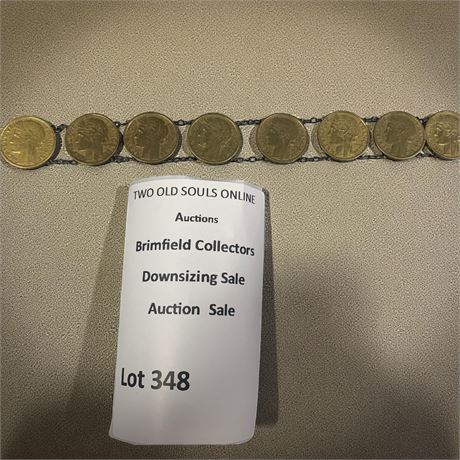 TWO OLD SOULS ONLINE
Auctions
Brimfield Collectors
Downsizing Sale
Auction Sale
Lot 348